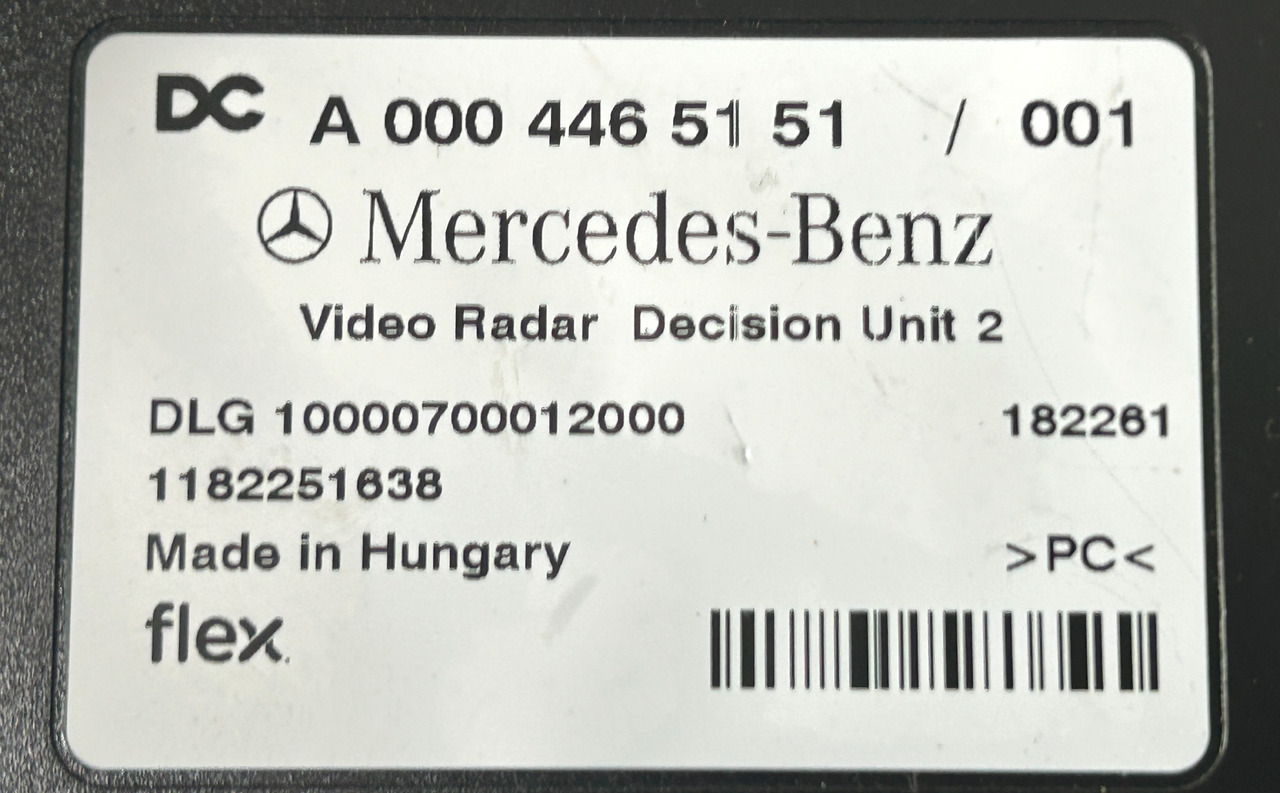 DC A 000 446 51 51 / 001
Mercedes-Benz
Video Radar Decision Unit 2
DLG 10000700012000 182261
1182251638
Made in Hungary >PC<
flex.